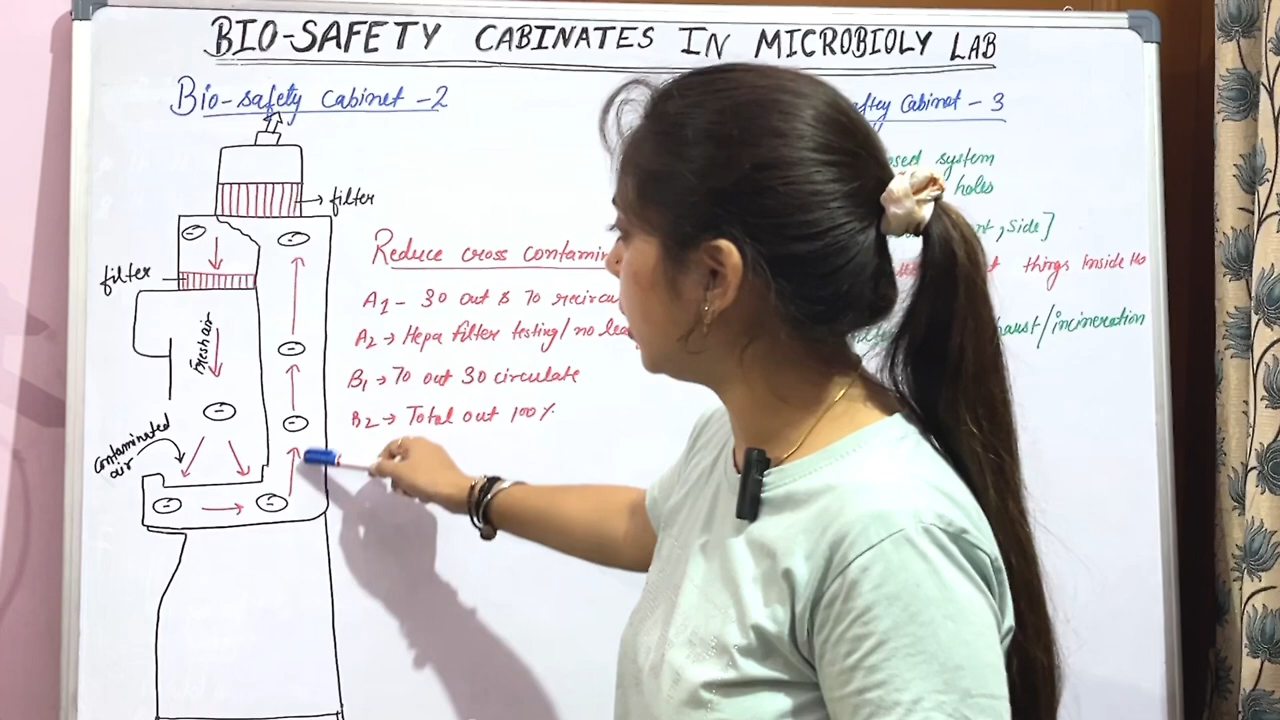 BIO-SAFETY CABINATES IN MICROBIOLY LAB
Bio-safety Cabinet -2
filter
filter
Fresh air
Contaminated
air
Reduce cross contamin
A1 - 30 out & 70 recircu
A2 → Hepa filter testing/no lea
B1 → 70 out 30 circulate
B2 → Total out 100%
aftey Cabinet - 3
osed system
holes
nt, side]
t things inside the
haust/incineration